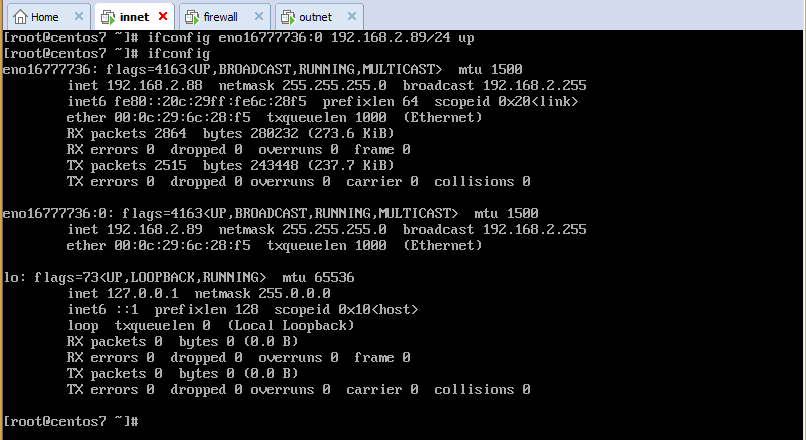 Home innet firewall outnet
[root@centos7 ~]# ifconfig eno16777736:0 192.168.2.89/24 up
[root@centos7 ~]# ifconfig
eno16777736: flags=4163<UP,BROADCAST,RUNNING,MULTICAST>  mtu 1500
        inet 192.168.2.88  netmask 255.255.255.0  broadcast 192.168.2.255
        inet6 fe80::20c:29ff:fe6c:28f5  prefixlen 64  scopeid 0x20<link>
        ether 00:0c:29:6c:28:f5  txqueuelen 1000  (Ethernet)
        RX packets 2864  bytes 280232 (273.6 KiB)
        RX errors 0  dropped 0  overruns 0  frame 0
        TX packets 2515  bytes 243448 (237.7 KiB)
        TX errors 0  dropped 0 overruns 0  carrier 0  collisions 0
eno16777736:0: flags=4163<UP,BROADCAST,RUNNING,MULTICAST>  mtu 1500
        inet 192.168.2.89  netmask 255.255.255.0  broadcast 192.168.2.255
        ether 00:0c:29:6c:28:f5  txqueuelen 1000  (Ethernet)
lo: flags=73<UP,LOOPBACK,RUNNING>  mtu 65536
        inet 127.0.0.1  netmask 255.0.0.0
        inet6 ::1  prefixlen 128  scopeid 0x10<host>
        loop  txqueuelen 0  (Local Loopback)
        RX packets 0  bytes 0 (0.0 B)
        RX errors 0  dropped 0  overruns 0  frame 0
        TX packets 0  bytes 0 (0.0 B)
        TX errors 0  dropped 0 overruns 0  carrier 0  collisions 0
[root@centos7 ~]#